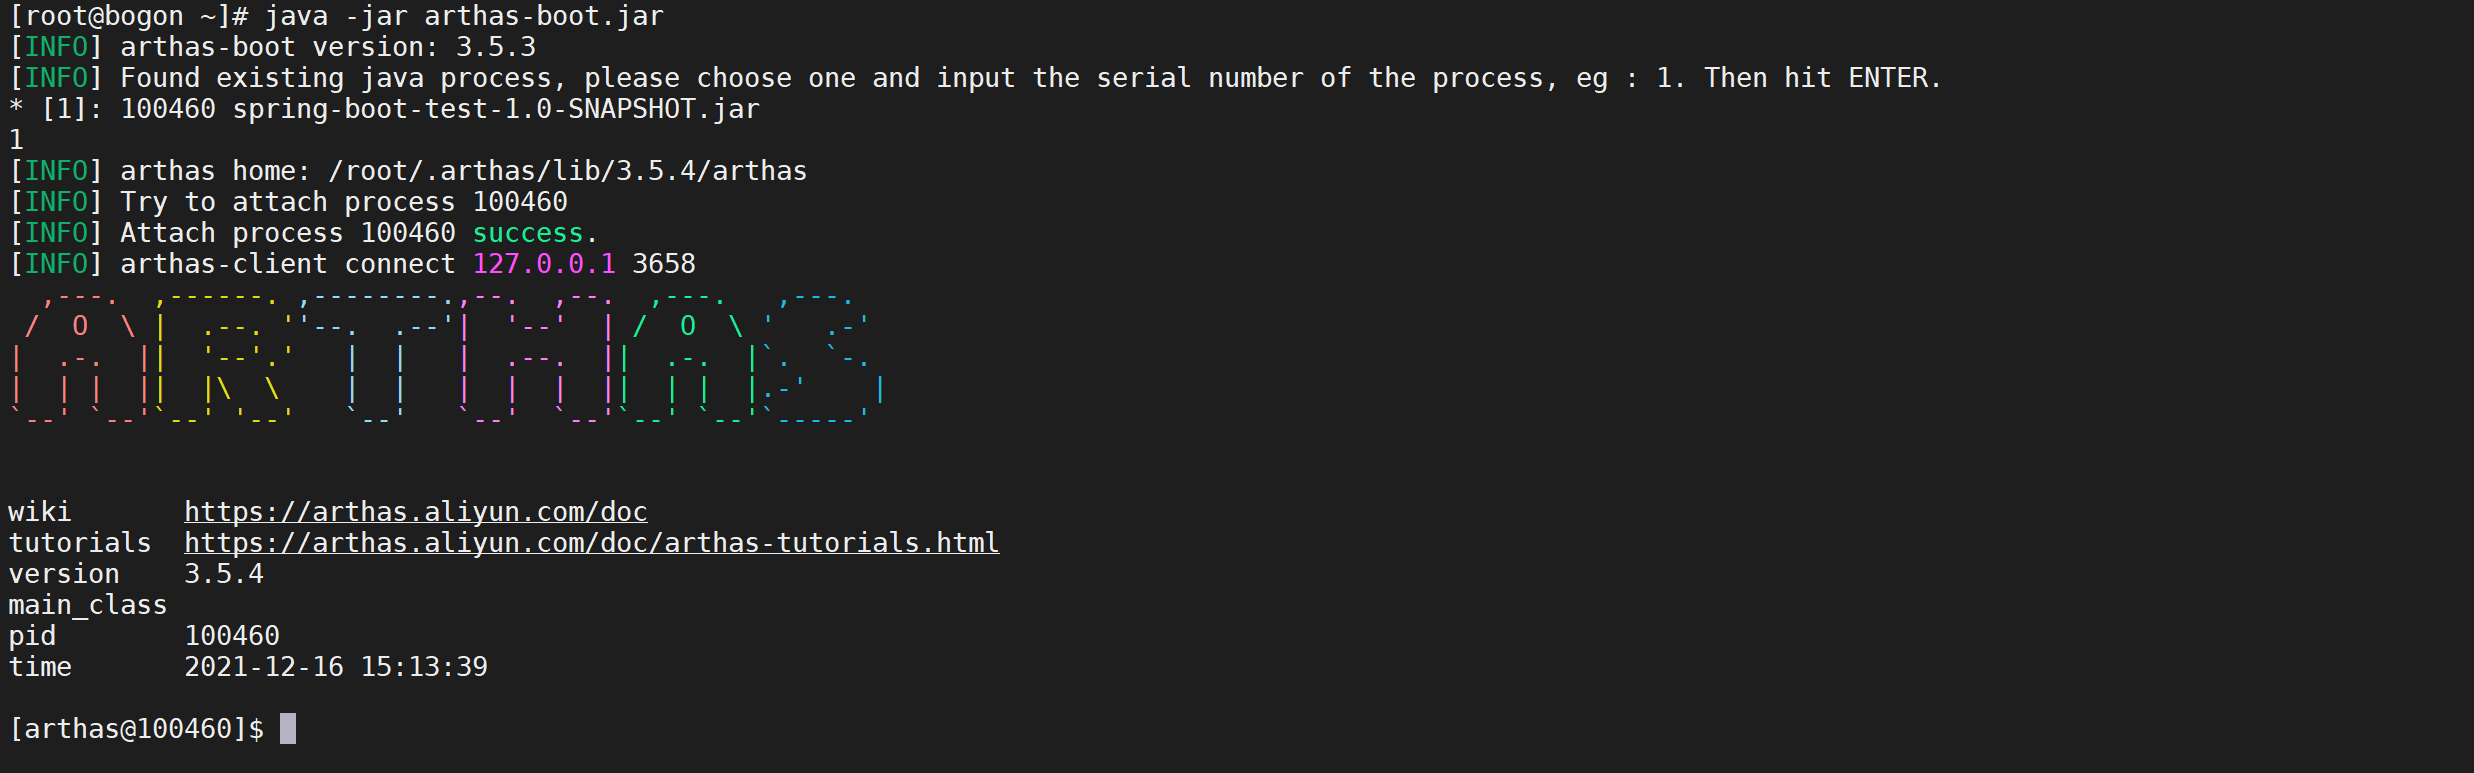 [root@bogon ~]# java -jar arthas-boot.jar
[INFO] arthas-boot version: 3.5.3
[INFO] Found existing java process, please choose one and input the serial number of the process, eg : 1. Then hit ENTER.
* [1]: 100460 spring-boot-test-1.0-SNAPSHOT.jar
1
[INFO] arthas home: /root/.arthas/lib/3.5.4/arthas
[INFO] Try to attach process 100460
[INFO] Attach process 100460 success.
[INFO] arthas-client connect 127.0.0.1 3658
  ,---.  ,------. ,--------.,--.  ,--.  ,---.   ,---.
 /  O  \ |  .--. ''--.  .--'|  '--'  | /  O  \ '   .-'
|  .-.  ||  '--'.'   |  |   |  .--.  ||  .-.  |`.  `-.
|  | |  ||  |\  \    |  |   |  |  |  ||  | |  |.-'    |
`--' `--'`--' '--'   `--'   `--'  `--'`--' `--'`-----'
wiki       https://arthas.aliyun.com/doc
tutorials  https://arthas.aliyun.com/doc/arthas-tutorials.html
version    3.5.4
main_class
pid        100460
time       2021-12-16 15:13:39
[arthas@100460]$